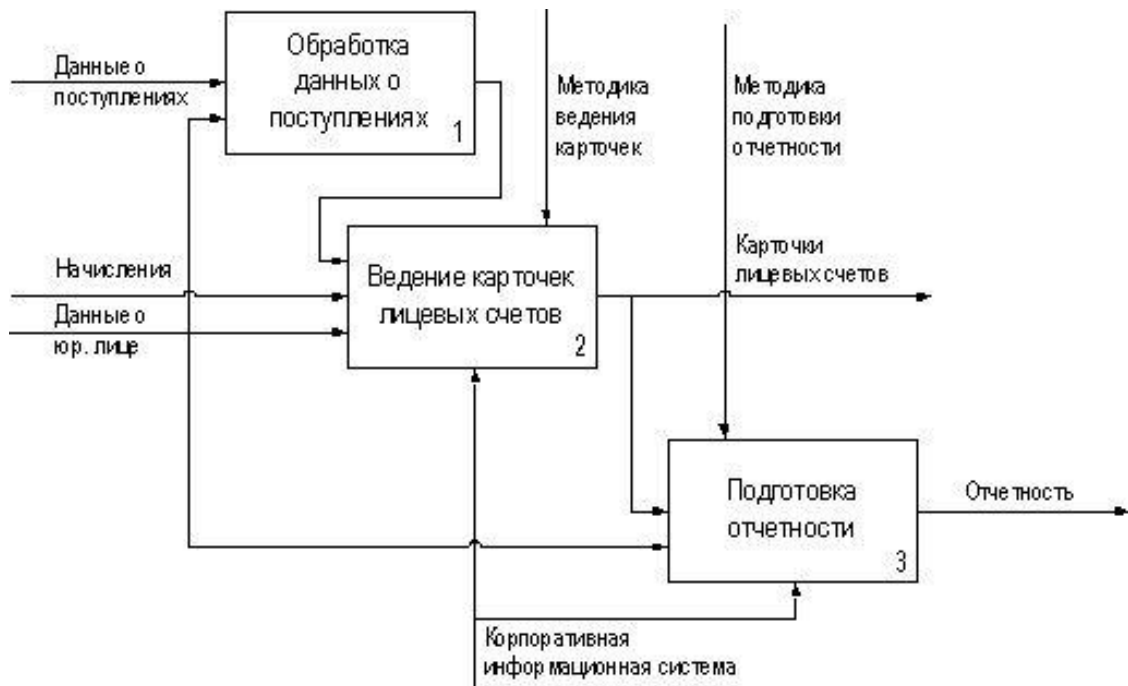 Обработка
данных о
поступлениях
1
Данные о
поступлениях
Методика
ведения
карточек
Методика
подготовки
отчетности
Начисления
Данные о
юр. лице
Ведение карточек
лицевых счетов
2
Карточки
лицевых счетов
Подготовка
отчетности
3
Отчетность
Корпоративная
информационная система